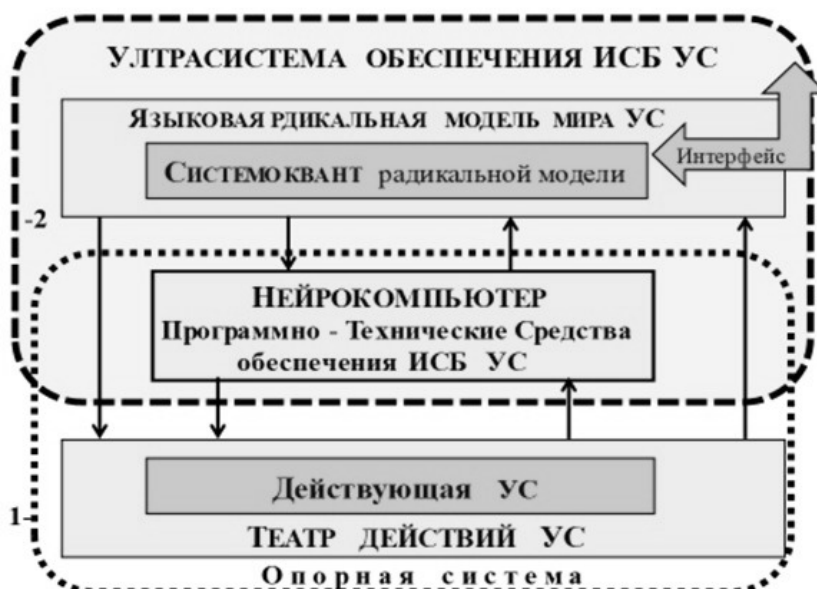 УЛТРАСИСТЕМА ОБЕСПЕЧЕНИЯ ИСБ УС
ЯЗЫКОВАЯ РДИКАЛЬНАЯ МОДЕЛЬ МИРА УС
Интерфейс
СИСТЕМОКВАНТ радикальной модели
-2
НЕЙРОКОМПЬЮТЕР
Программно - Технические Средства
обеспечения ИСБ УС
Действующая УС
1-
ТЕАТР ДЕЙСТВИЙ УС
Опорная система